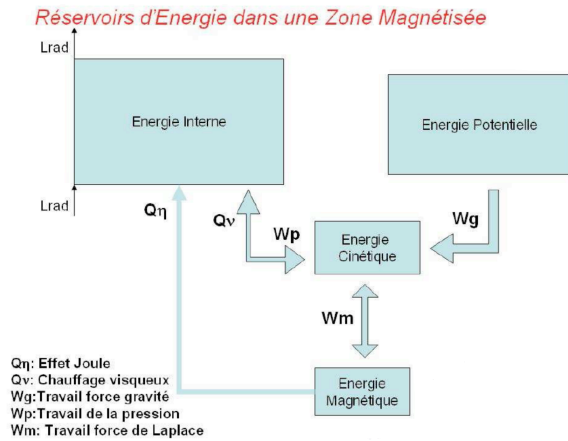 Réservoirs d'Energie dans une Zone Magnétisée
Lrad
Energie Interne
Energie Potentielle
Lrad
Qη
Qν
Wp
Wg
Energie
Cinétique
Wm
Energie
Magnétique
Qη: Effet Joule
Qν: Chauffage visqueux
Wg:Travail force gravité
Wp:Travail de la pression
Wm: Travail force de Laplace